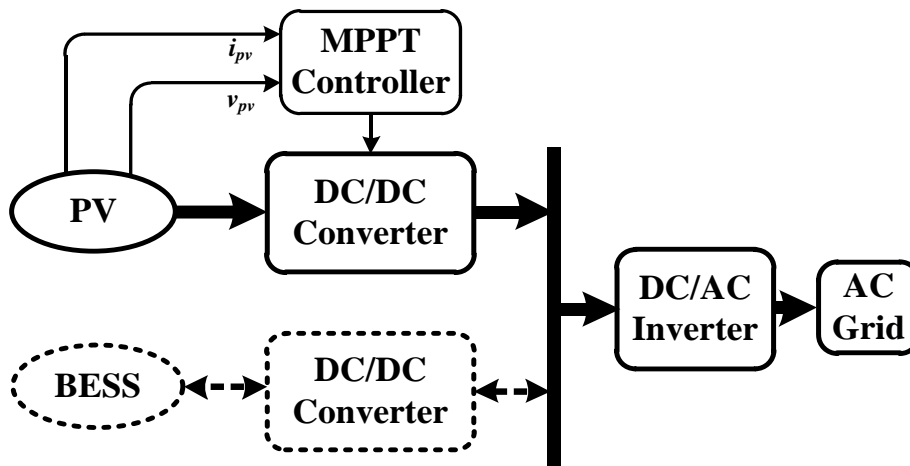 MPPT
Controller
i_pv
v_pv
PV
DC/DC
Converter
DC/AC
Inverter
AC
Grid
BESS
DC/DC
Converter